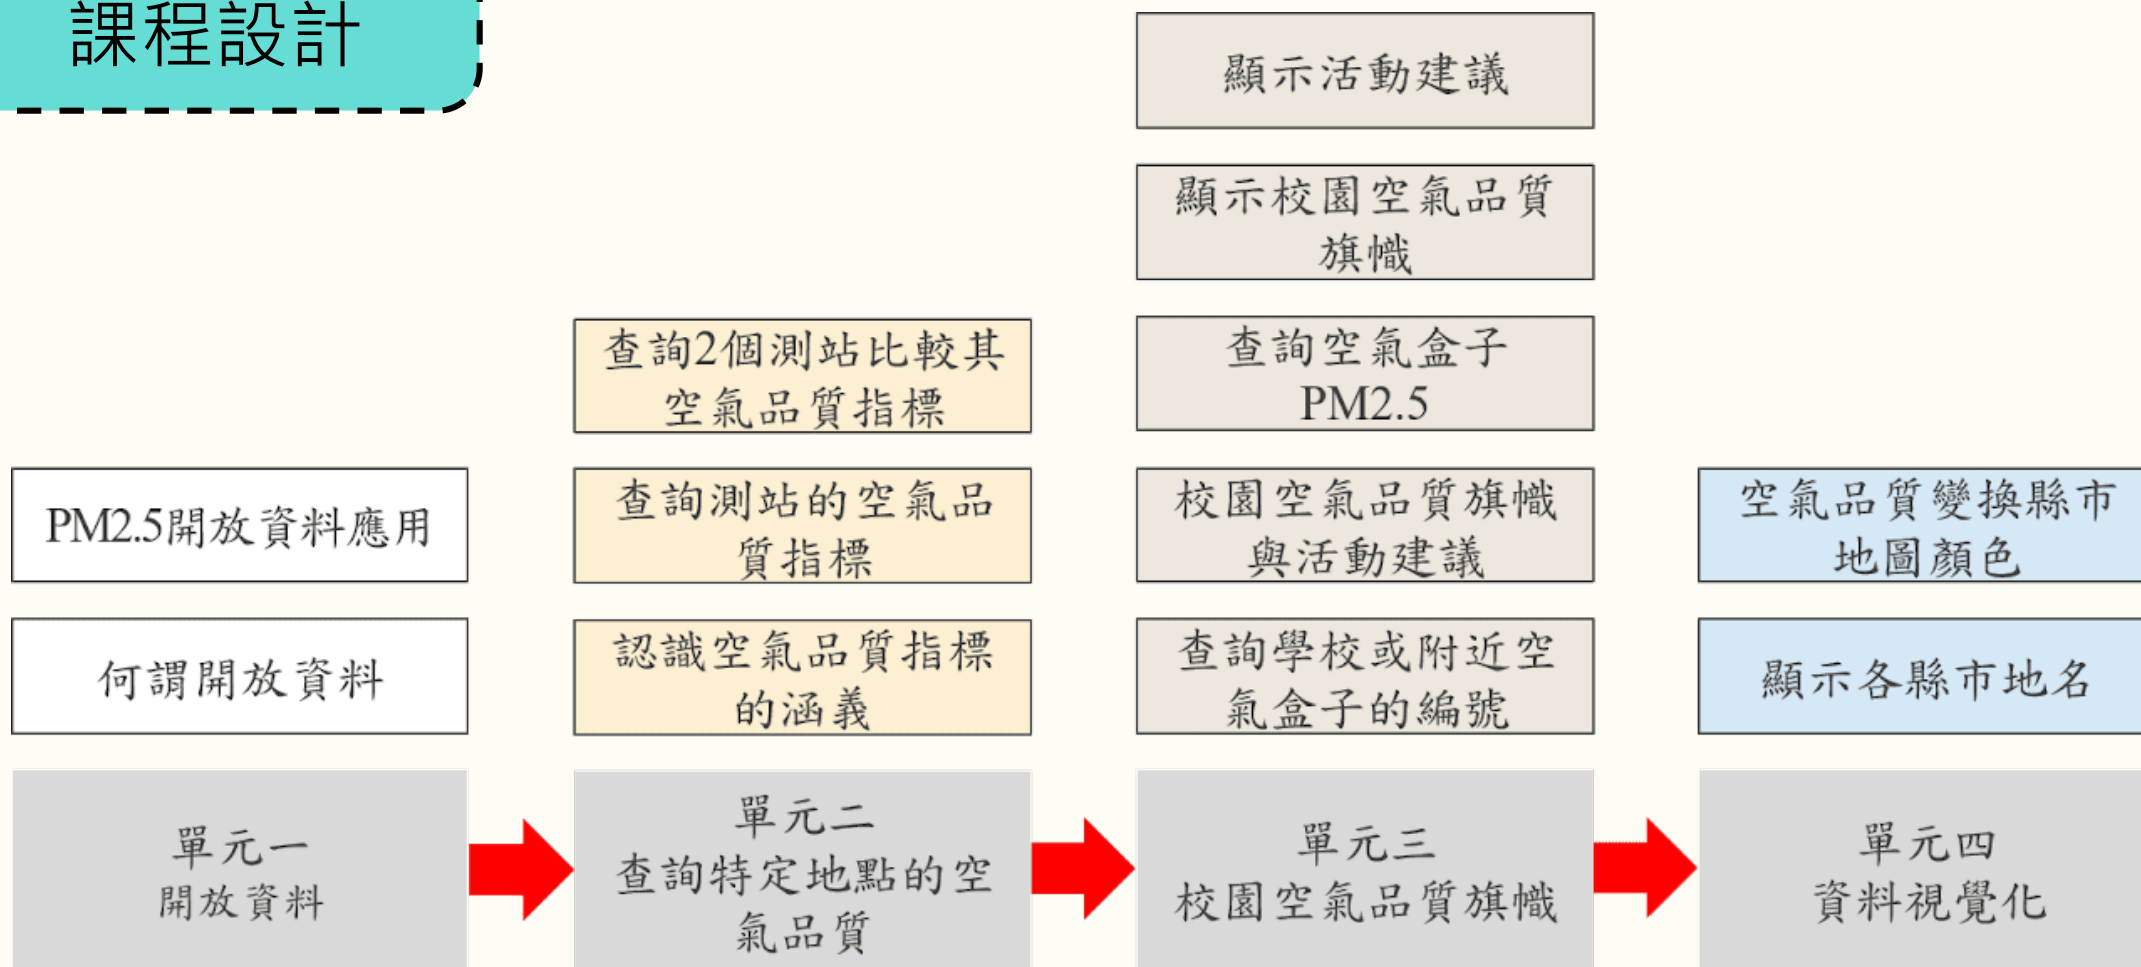 課程設計
顯示活動建議
顯示校園空氣品質
旗幟
查詢2個測站比較其
空氣品質指標
查詢空氣盒子
PM2.5
PM2.5開放資料應用
查詢測站的空氣品
質指標
校園空氣品質旗幟
與活動建議
空氣品質變換縣市
地圖顏色
何謂開放資料
認識空氣品質指標
的涵義
查詢學校或附近空
氣盒子的編號
顯示各縣市地名
單元一
開放資料
單元二
查詢特定地點的空
氣品質
單元三
校園空氣品質旗幟
單元四
資料視覺化